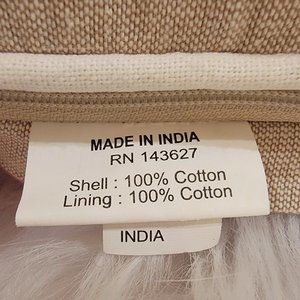 MADE IN INDIA
RN 143627
Shell : 100% Cotton
Lining : 100% Cotton
INDIA